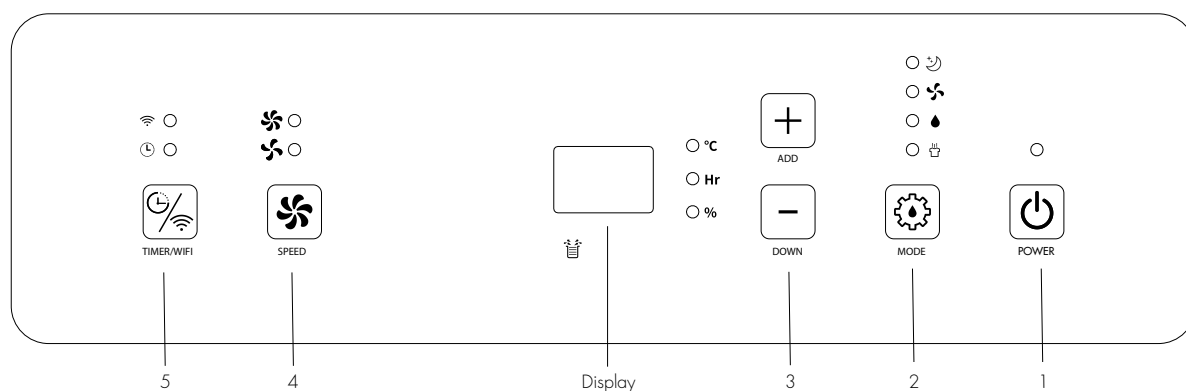 °C
ADD
Hr
%
TIMER/WIFI
SPEED
DOWN
MODE
POWER
5
4
Display
3
2
1